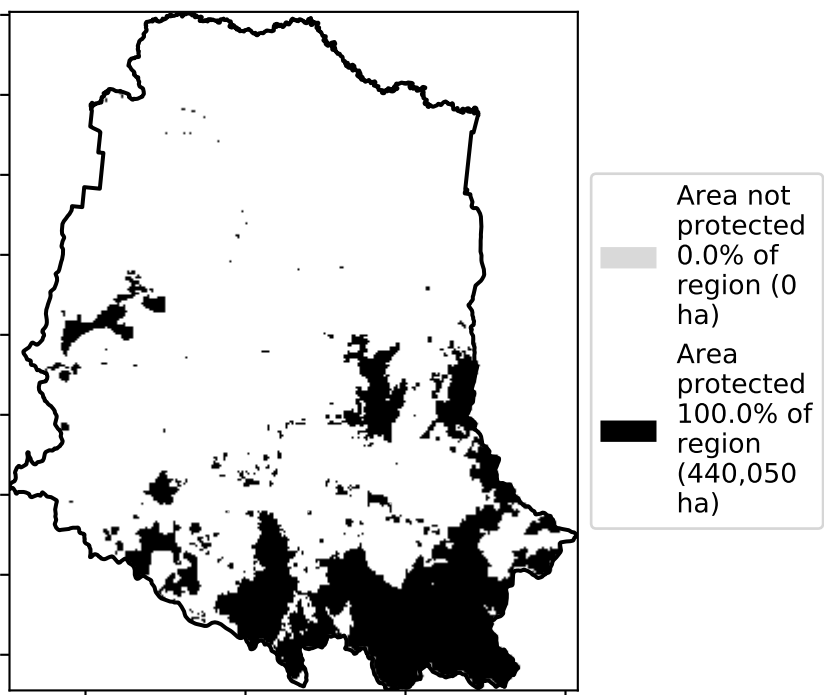 Area not
protected
0.0% of
region (0
ha)
Area
protected
100.0% of
region
(440,050
ha)